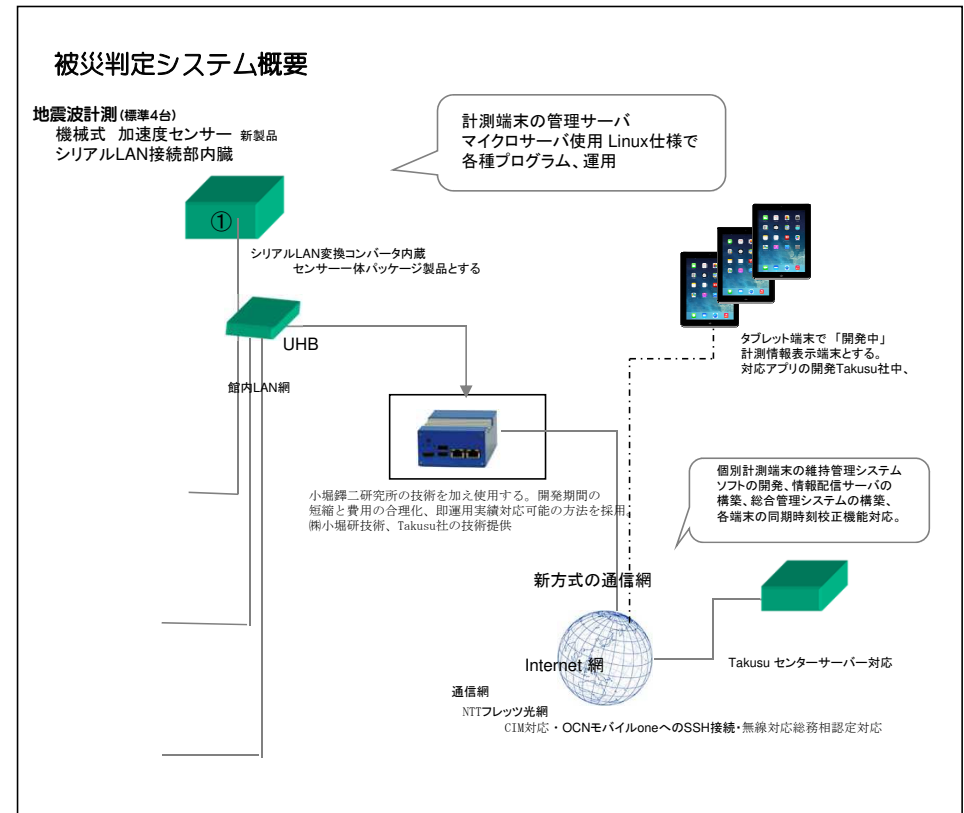 被災判定システム概要
地震波計測(標準4台)
機械式 加速度センサー 新製品
シリアルLAN接続部内臓
計測端末の管理サーバ
マイクロサーバ使用 Linux仕様で
各種プログラム、運用
①
シリアルLAN変換コンバータ内蔵
センサー一体パッケージ製品とする
UHB
館内LAN網
タブレット端末で 「開発中」
計測情報表示端末とする。
対応アプリの開発Takusu社中、
小堀鐸二研究所の技術を加え使用する。開発期間の
短縮と費用の合理化、即運用実績対応可能の方法を採用。
㈱小堀研技術、Takusu社の技術提供
個別計測端末の維持管理システム
ソフトの開発、情報配信サーバの
構築、総合管理システムの構築、
各端末の同期時刻校正機能対応。
新方式の通信網
Internet 網
Takusu センターサーバー対応
通信網
NTTフレッツ光網
CIM対応・OCNモバイルoneへのSSH接続・無線対応総務相認定対応